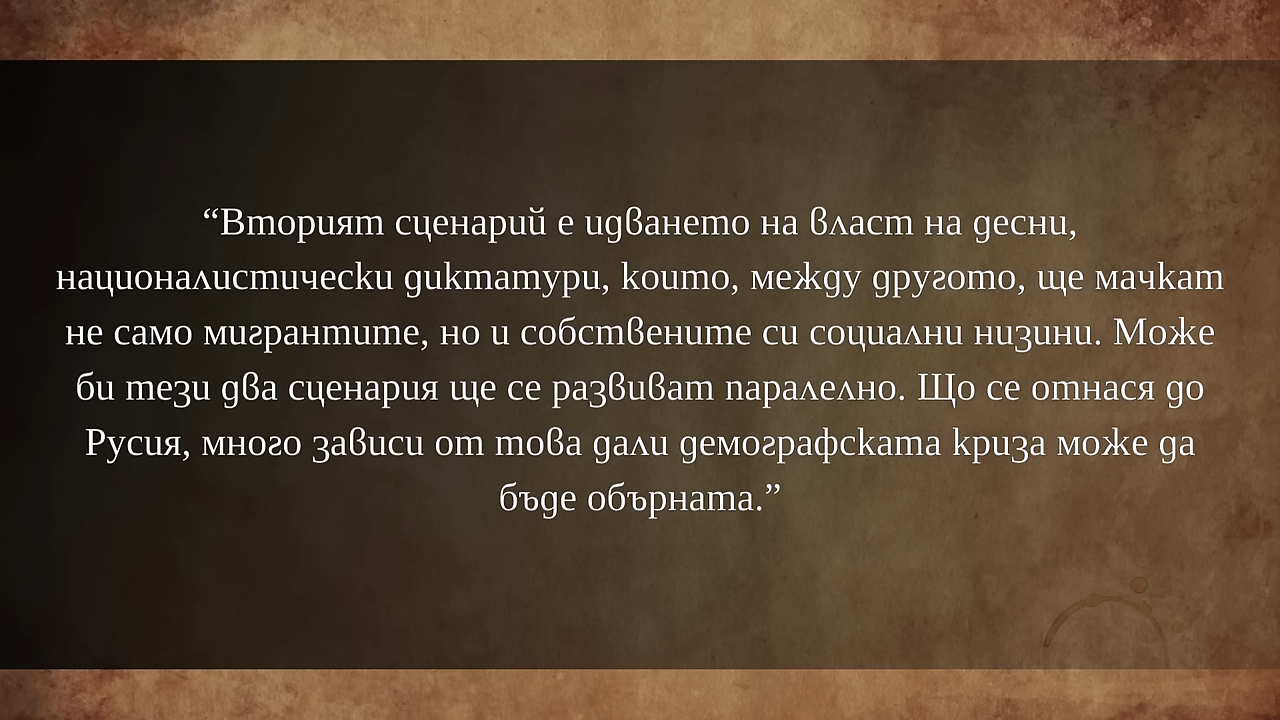 “Вторият сценарий е идването на власт на десни,
националистически диктатури, които, между другото, ще мачкат
не само мигрантите, но и собствените си социални низини. Може
би тези два сценария ще се развиват паралелно. Що се отнася до
Русия, много зависи от това дали демографската криза може да
бъде обърната.”